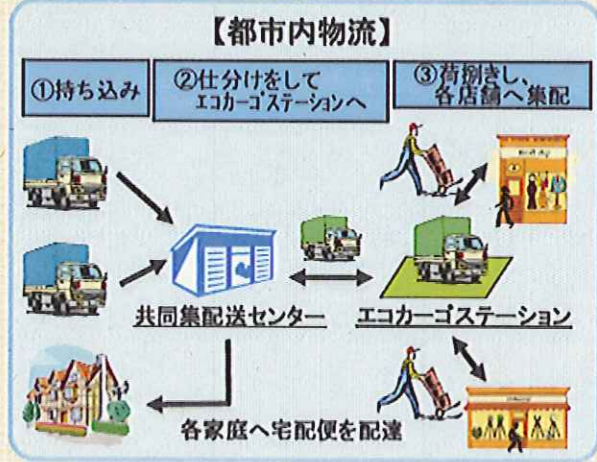 【都市内物流】
①持ち込み
②仕分けをして
エコカーゴステーションへ
③荷捌きし、
各店舗へ集配
共同集配送センター
エコカーゴステーション
各家庭へ宅配便を配達